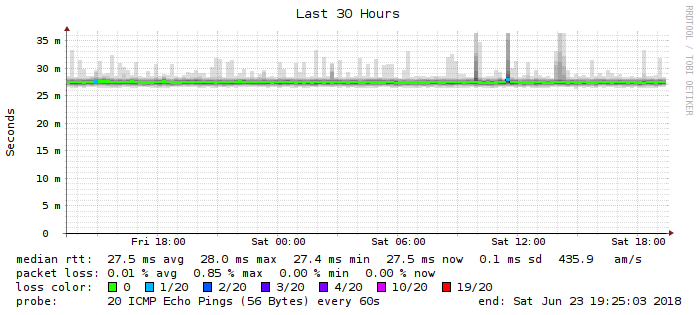 Last 30 Hours
RRDTOOL / TOBI OETIKER
Seconds
35 m
30 m
25 m
20 m
15 m
10 m
5 m
0
Fri 18:00 Sat 00:00 Sat 06:00 Sat 12:00 Sat 18:00
median rtt: 27.5 ms avg 28.0 ms max 27.4 ms min 27.5 ms now 0.1 ms sd 435.9 am/s
packet loss: 0.01 % avg 0.85 % max 0.00 % min 0.00 % now
loss color: 0 1/20 2/20 3/20 4/20 10/20 19/20
probe: 20 ICMP Echo Pings (56 Bytes) every 60s end: Sat Jun 23 19:25:03 2018